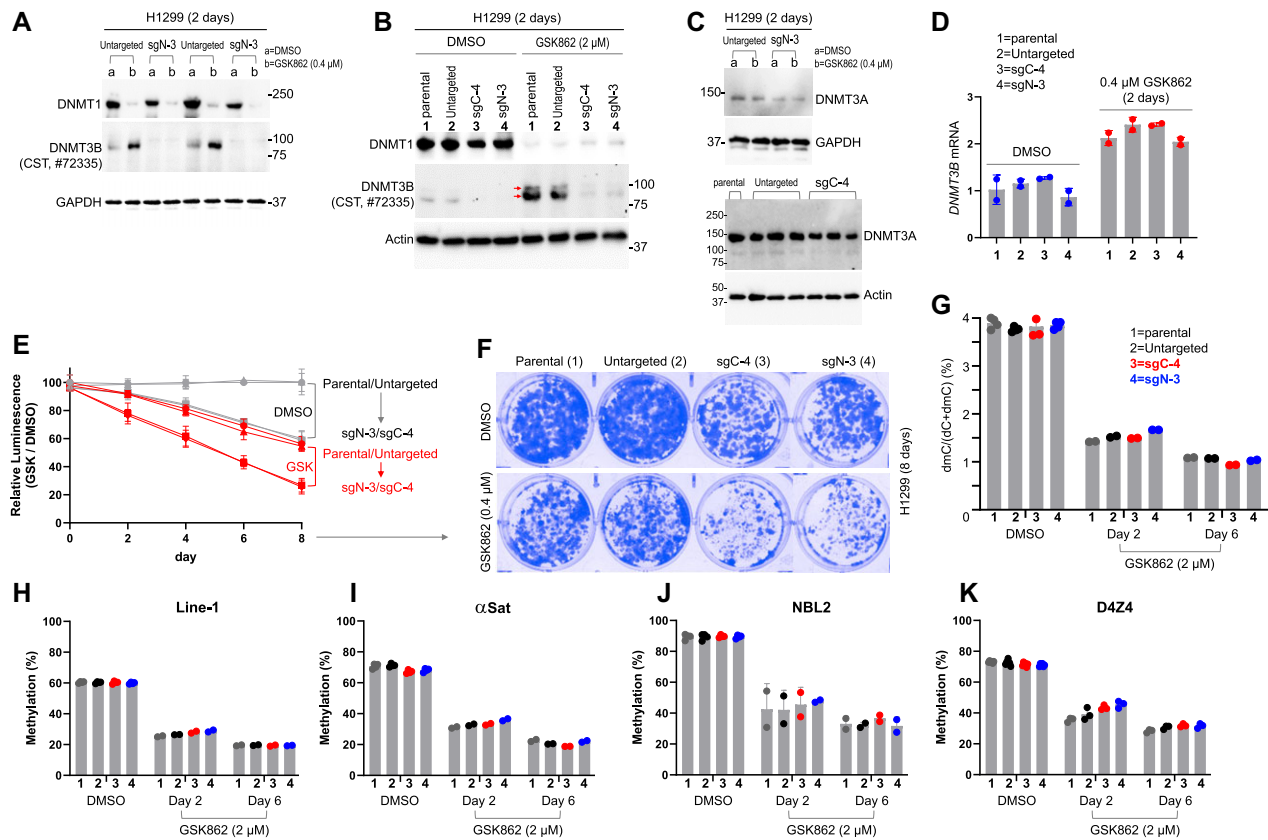 A
H1299 (2 days)
Untargeted sgN-3 Untargeted sgN-3
a=DMSO
b=GSK862 (0.4 µM)
a b a b a b a b
DNMT1
-250
DNMT3B
(CST, #72335)
-100
-75
GAPDH
-37
B
H1299 (2 days)
DMSO
GSK862 (2 µM)
parental Untargeted sgC-4 sgN-3 parental Untargeted sgC-4 sgN-3
1 2 3 4 1 2 3 4
DNMT1
DNMT3B
(CST, #72335)
-100
-75
Actin
-37
C
H1299 (2 days)
Untargeted sgN-3
a=DMSO
b=GSK862 (0.4 µM)
a b a b
150-
DNMT3A
37-
GAPDH
parental Untargeted sgC-4
250-
150-
100-
75-
DNMT3A
50-
37-
Actin
D
1=parental
2=Untargeted
3=sgC-4
4=sgN-3
0.4 µM GSK862
(2 days)
DMSO
DNMT3B mRNA
3
2
1
0
1 2 3 4 1 2 3 4
E
Relative Luminescence
(GSK / DMSO)
120
100
80
60
40
20
0
0 2 4 6 8
day
Parental/Untargeted
DMSO
sgN-3/sgC-4
Parental/Untargeted
GSK
sgN-3/sgC-4
F
Parental (1) Untargeted (2) sgC-4 (3) sgN-3 (4)
DMSO
GSK862 (0.4 µM)
H1299 (8 days)
G
dmC/(dC+dmC) (%)
4
3
2
1
0
1=parental
2=Untargeted
3=sgC-4
4=sgN-3
1 2 3 4 1 2 3 4 1 2 3 4
DMSO Day 2 Day 6
GSK862 (2 µM)
H
Line-1
Methylation (%)
100
80
60
40
20
0
1 2 3 4 1 2 3 4 1 2 3 4
DMSO Day 2 Day 6
GSK862 (2 µM)
I
αSat
Methylation (%)
100
80
60
40
20
0
1 2 3 4 1 2 3 4 1 2 3 4
DMSO Day 2 Day 6
GSK862 (2 µM)
J
NBL2
Methylation (%)
100
80
60
40
20
0
1 2 3 4 1 2 3 4 1 2 3 4
DMSO Day 2 Day 6
GSK862 (2 µM)
K
D4Z4
Methylation (%)
100
80
60
40
20
0
1 2 3 4 1 2 3 4 1 2 3 4
DMSO Day 2 Day 6
GSK862 (2 µM)